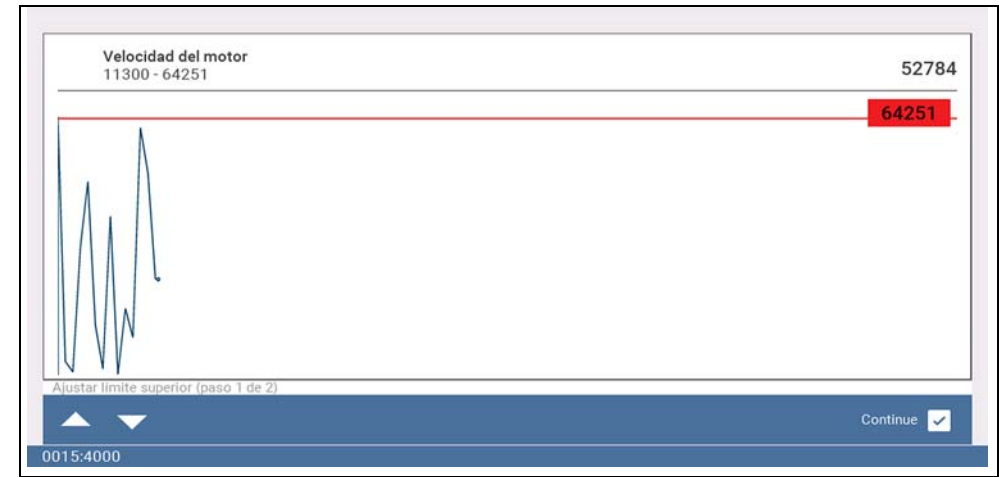 Velocidad del motor
11300 - 64251
52784
64251
Ajustar límite superior (paso 1 de 2)
Continue
0015:4000